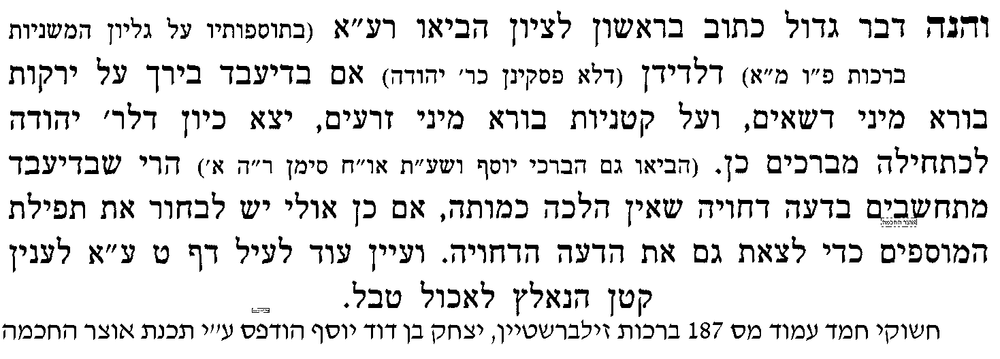 והנה דבר גדול כתוב בראשון לציון הביאו רע״א (בתוספותיו על גליון המשניות
ברכות פ״ו מ״א) דלדידן (דלא פסקינן כר׳ יהודה) אם בדיעבד בירך על ירקות
בורא מיני דשאים, ועל קטניות בורא מיני זרעים, יצא כיון דלר׳ יהודה
לכתחילה מברכים כן. (הביאו גם הברכי יוסף ושע״ת או״ח סימן ר״ה א׳) הרי שבדיעבד
מתחשבים בדעה דחויה שאין הלכה כמותה, אם כן אולי יש לבחור את תפילת
אוצר החכמה
המוספים כדי לצאת גם את הדעה הדחויה. ועיין עוד לעיל דף ט ע״א לענין
קטן הנאלץ לאכול טבל.
חשוקי חמד עמוד מס 187 ברכות זילברשטיין, יצחק בן דוד יוסף הודפס ע״י תכנת אוצר החכמה